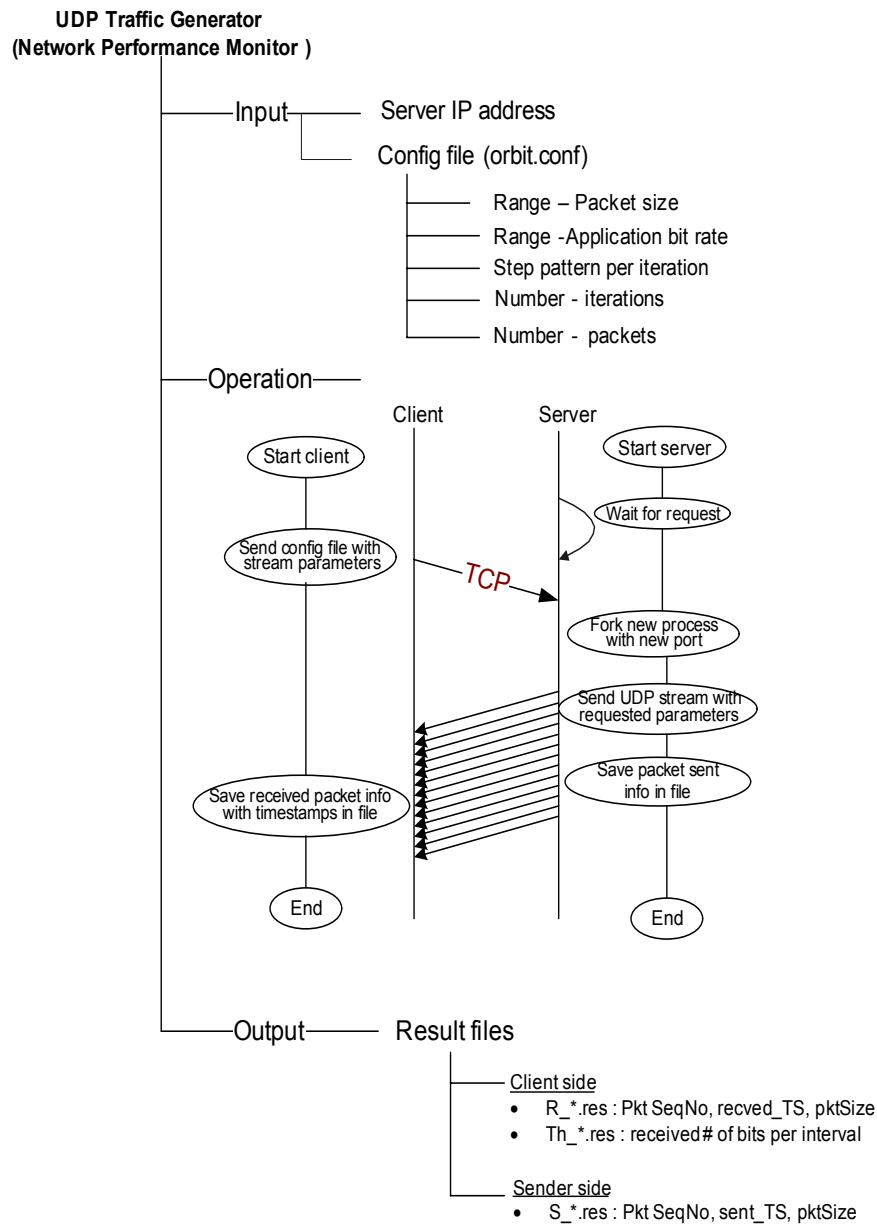 UDP Traffic Generator
(Network Performance Monitor )
Input
Server IP address
Config file (orbit.conf)
Range – Packet size
Range -Application bit rate
Step pattern per iteration
Number - iterations
Number - packets
Operation
Client
Server
Start client
Start server
Wait for request
Send config file with
stream parameters
TCP
Fork new process
with new port
Send UDP stream with
requested parameters
Save packet sent
info in file
Save received packet info
with timestamps in file
End
End
Output
Result files
Client side
• R_*.res : Pkt SeqNo, recved_TS, pktSize
• Th_*.res : received# of bits per interval
Sender side
• S_*.res : Pkt SeqNo, sent_TS, pktSize